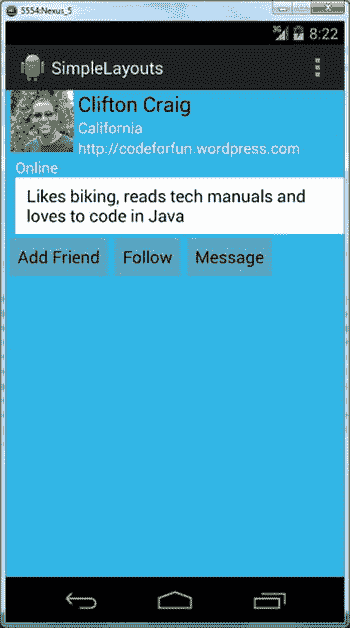 5554:Nexus_5
3G 8:22
SimpleLayouts
Clifton Craig
California
http://codeforfun.wordpress.com
Online
Likes biking, reads tech manuals and
loves to code in Java
Add Friend Follow Message